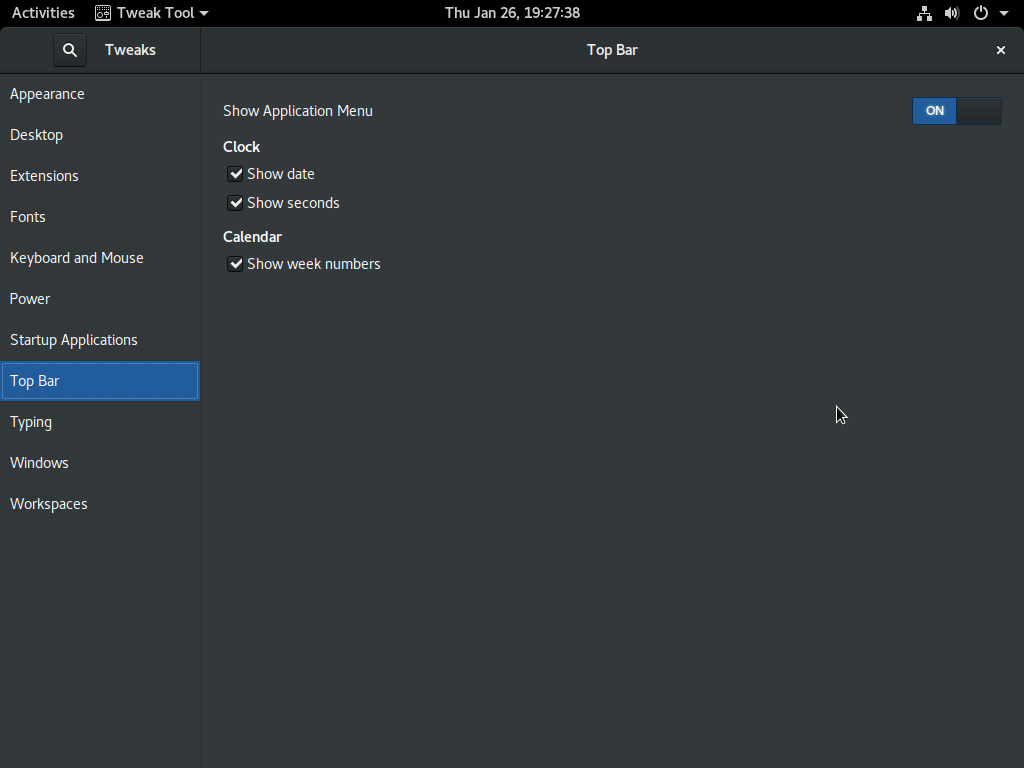 Activities Tweak Tool Thu Jan 26, 19:27:38
Tweaks Top Bar
Appearance
Desktop
Extensions
Fonts
Keyboard and Mouse
Power
Startup Applications
Top Bar
Typing
Windows
Workspaces
Show Application Menu ON
Clock
Show date
Show seconds
Calendar
Show week numbers